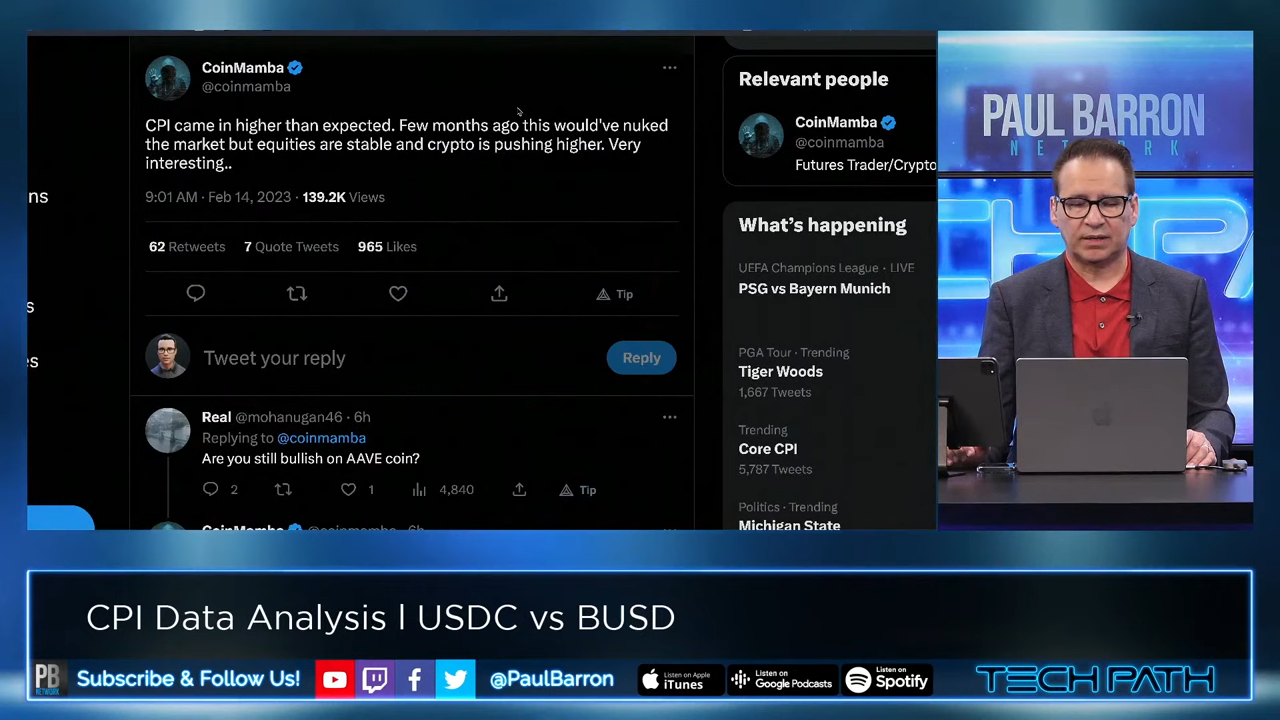 CoinMamba
@coinmamba
CPI came in higher than expected. Few months ago this would've nuked
the market but equities are stable and crypto is pushing higher. Very
interesting..
9:01 AM · Feb 14, 2023 · 139.2K Views
62 Retweets 7 Quote Tweets 965 Likes
Tip
Tweet your reply
Reply
Real @mohanugan46 · 6h
Replying to @coinmamba
Are you still bullish on AAVE coin?
2 1 4,840 Tip
CoinMamba @coinmamba · 6h
ns
s
es
Relevant people
CoinMamba
@coinmamba
Futures Trader/Crypto
What's happening
UEFA Champions League · LIVE
PSG vs Bayern Munich
PGA Tour · Trending
Tiger Woods
1,667 Tweets
Trending
Core CPI
5,787 Tweets
Politics · Trending
Michigan State
PAUL BARRON
NETWORK
CPI Data Analysis l USDC vs BUSD
PB
NETWORK
Subscribe & Follow Us!
@PaulBarron
Listen on
iTunes
Listen on
Google Podcasts
Listen on
Spotify
TECH PATH